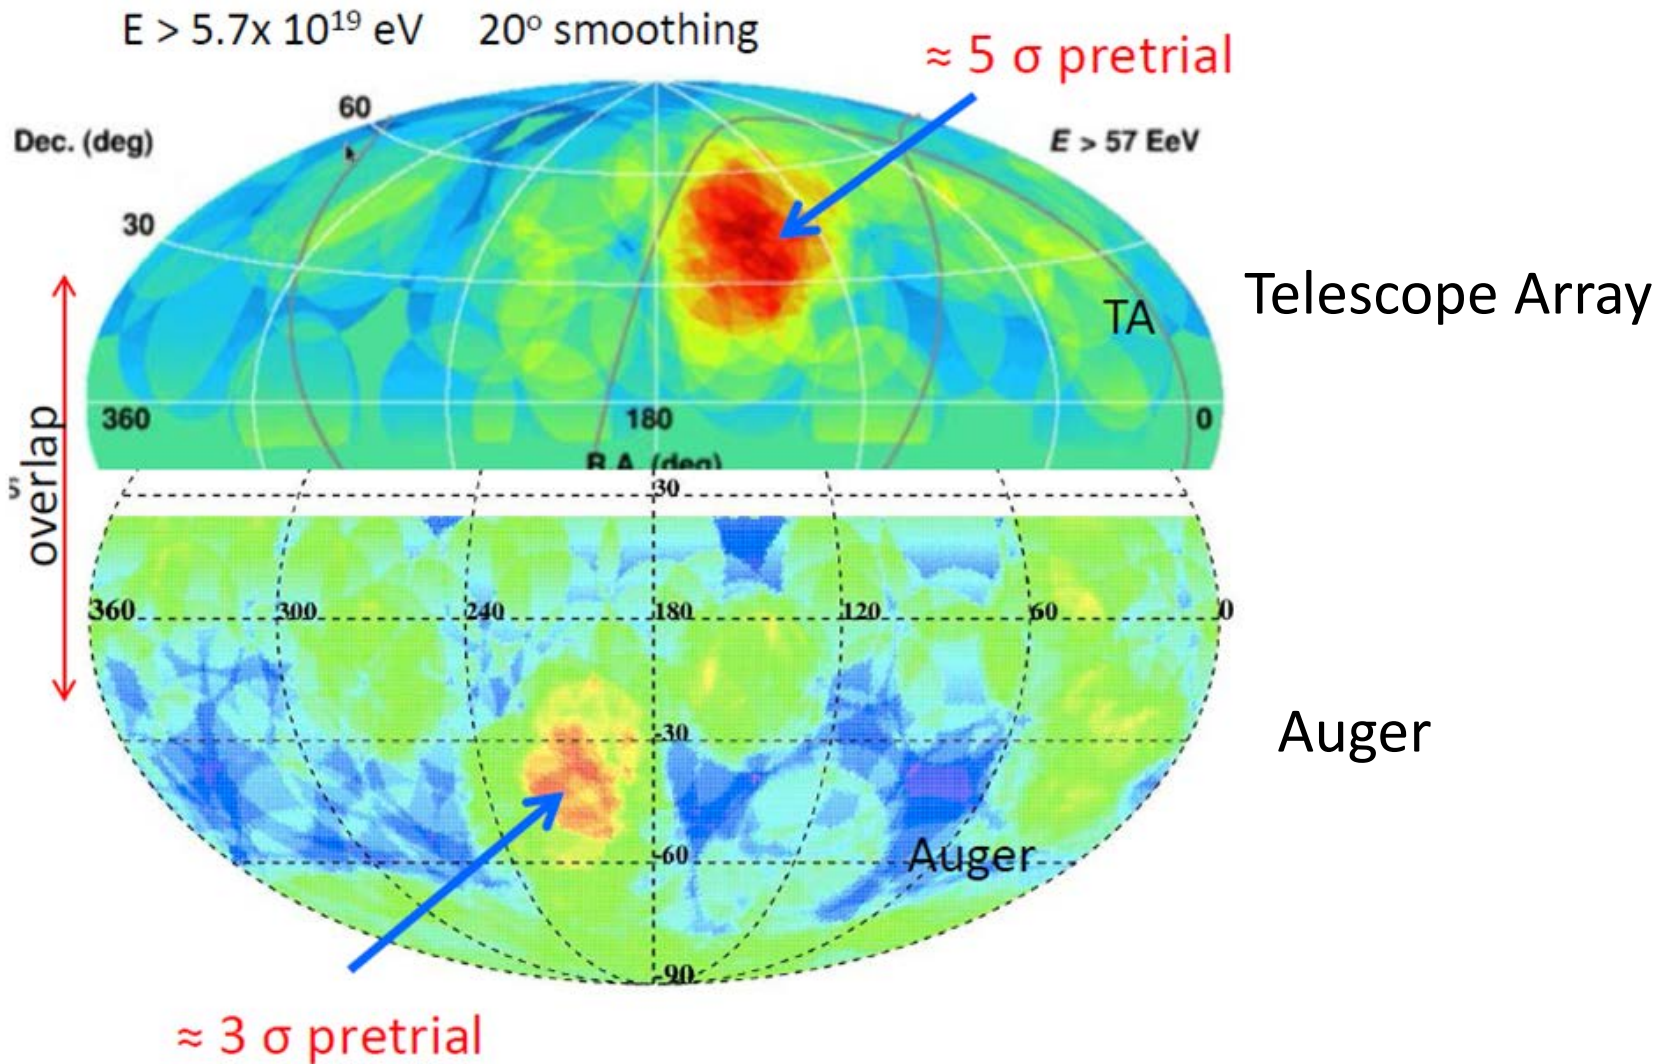 E > 5.7x 10¹⁹ eV 20° smoothing
≈ 5 σ pretrial
60
Dec. (deg)
E > 57 EeV
30
Telescope Array
TA
360 180 0
R.A. (deg)
overlap
30
360 300 240 180 120 60 0
-30
Auger
-60
Auger
-90
≈ 3 σ pretrial